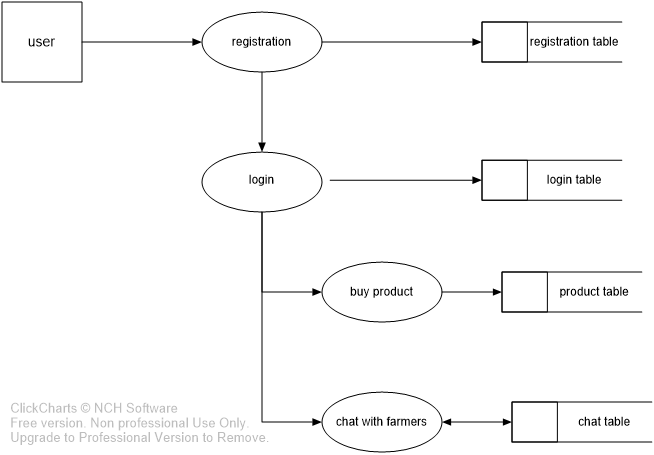 user
registration
registration table
login
login table
buy product
product table
chat with farmers
chat table
ClickCharts © NCH Software
Free version. Non professional Use Only.
Upgrade to Professional Version to Remove.